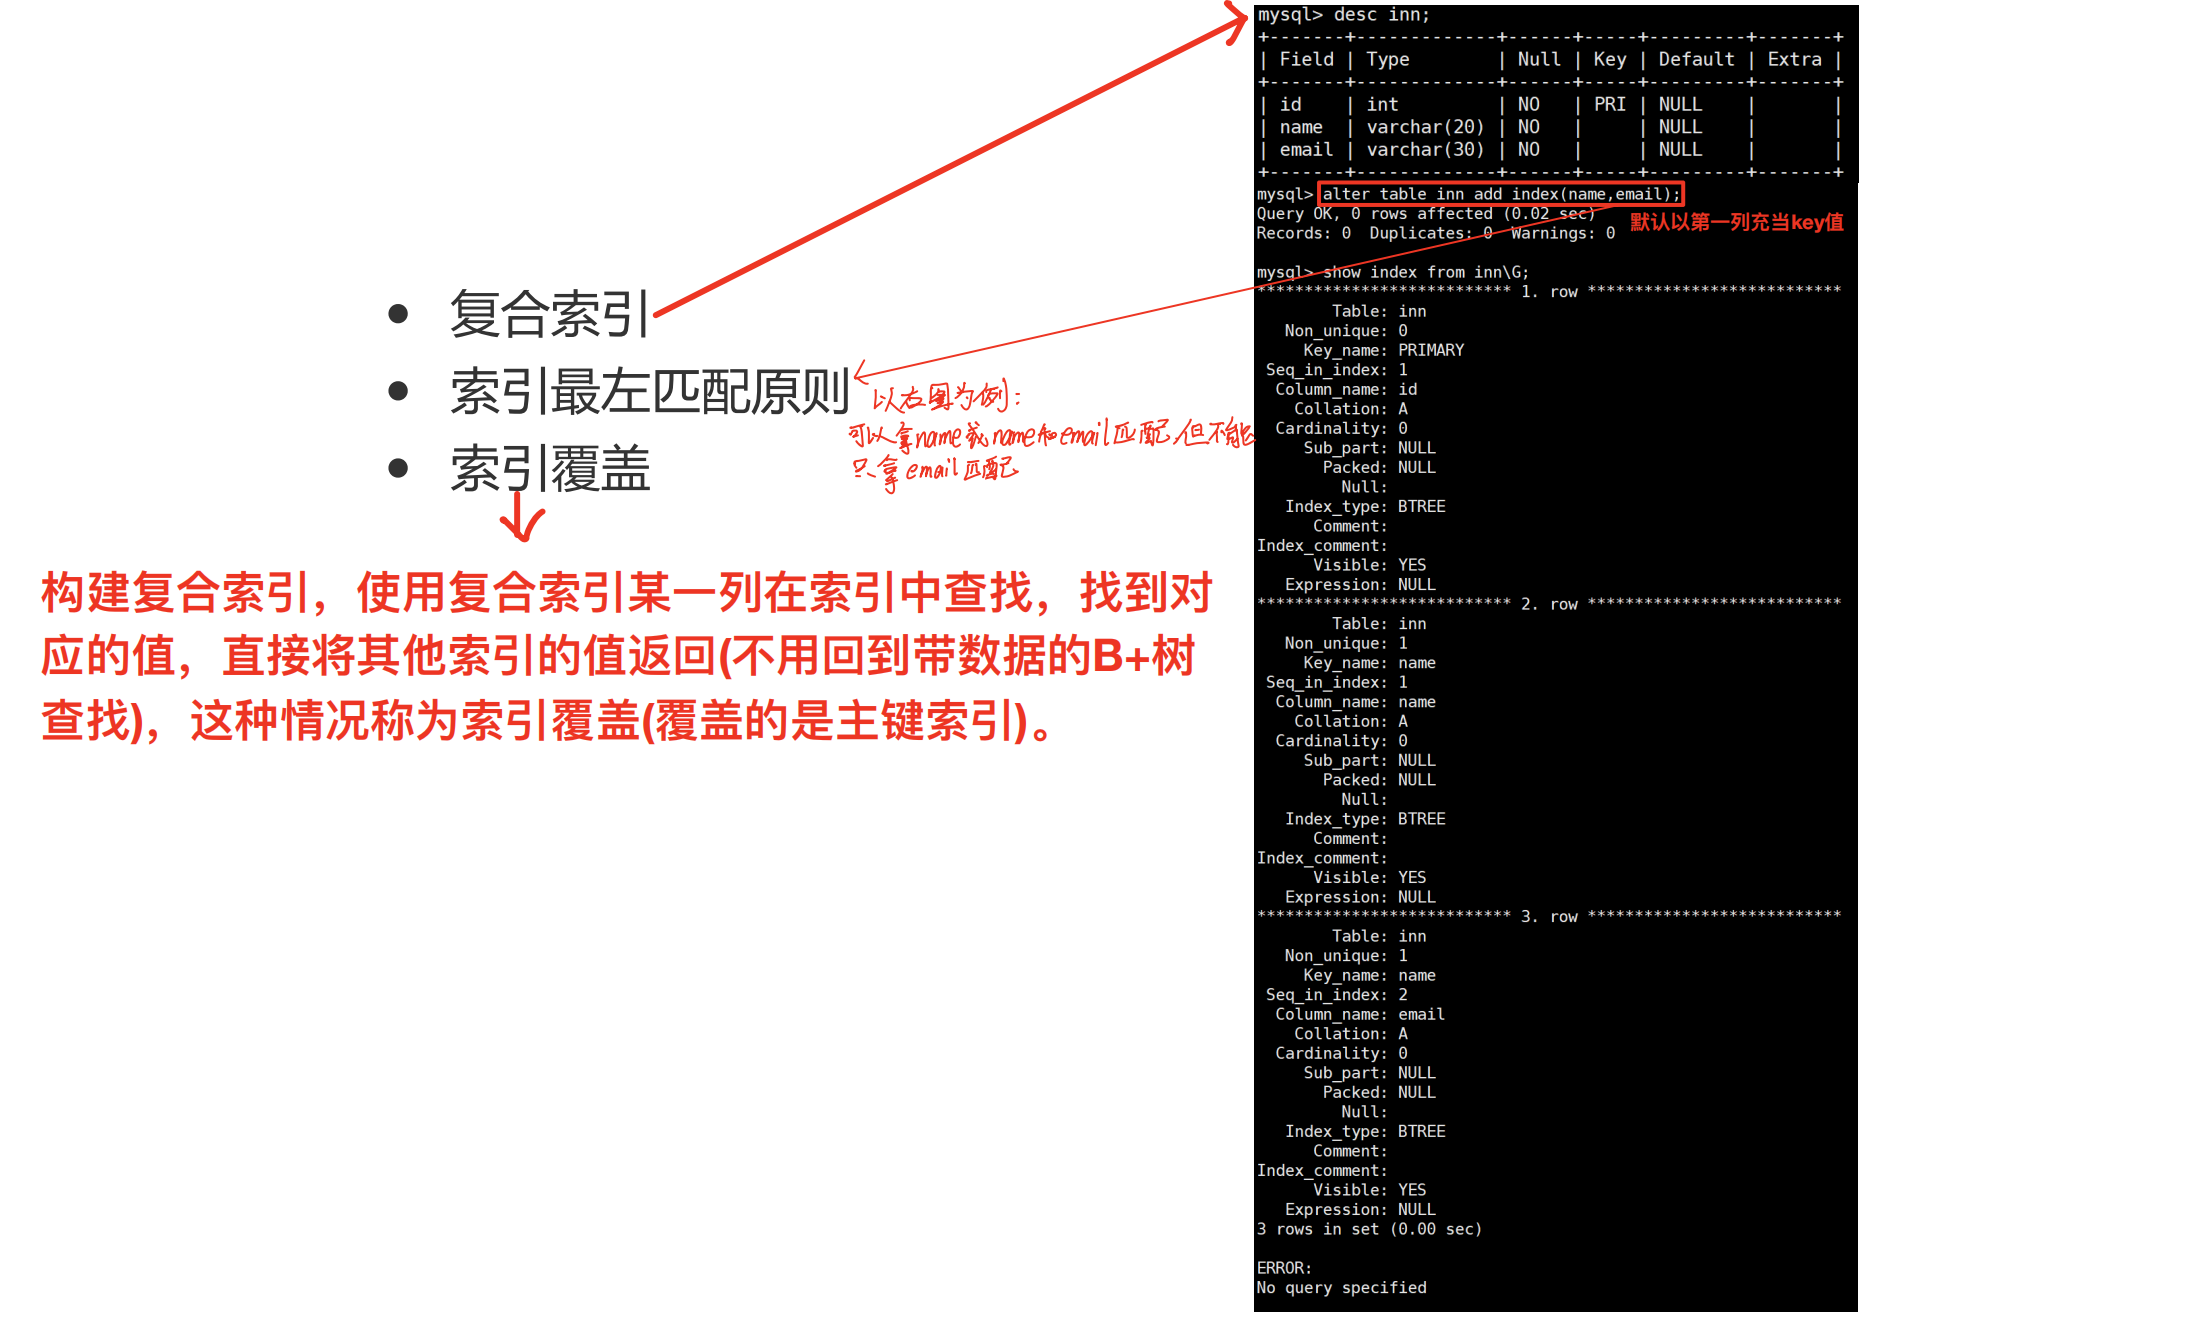 • 复合索引
• 索引最左匹配原则
• 索引覆盖
以右图为例：
可以拿name或name和email匹配，但不能
只拿email匹配
构建复合索引，使用复合索引某一列在索引中查找，找到对
应的值，直接将其他索引的值返回(不用回到带数据的B+树
查找)，这种情况称为索引覆盖(覆盖的是主键索引)。
mysql> desc inn;
+-------+-------------+------+-----+---------+-------+
| Field | Type        | Null | Key | Default | Extra |
+-------+-------------+------+-----+---------+-------+
| id    | int         | NO   | PRI | NULL    |       |
| name  | varchar(20) | NO   |     | NULL    |       |
| email | varchar(30) | NO   |     | NULL    |       |
+-------+-------------+------+-----+---------+-------+
mysql> alter table inn add index(name,email);
Query OK, 0 rows affected (0.02 sec)
默认以第一列充当key值
Records: 0  Duplicates: 0  Warnings: 0
mysql> show index from inn\G;
*************************** 1. row ***************************
Table: inn
Non_unique: 0
Key_name: PRIMARY
Seq_in_index: 1
Column_name: id
Collation: A
Cardinality: 0
Sub_part: NULL
Packed: NULL
Null:
Index_type: BTREE
Comment:
Index_comment:
Visible: YES
Expression: NULL
*************************** 2. row ***************************
Table: inn
Non_unique: 1
Key_name: name
Seq_in_index: 1
Column_name: name
Collation: A
Cardinality: 0
Sub_part: NULL
Packed: NULL
Null:
Index_type: BTREE
Comment:
Index_comment:
Visible: YES
Expression: NULL
*************************** 3. row ***************************
Table: inn
Non_unique: 1
Key_name: name
Seq_in_index: 2
Column_name: email
Collation: A
Cardinality: 0
Sub_part: NULL
Packed: NULL
Null:
Index_type: BTREE
Comment:
Index_comment:
Visible: YES
Expression: NULL
3 rows in set (0.00 sec)
ERROR:
No query specified